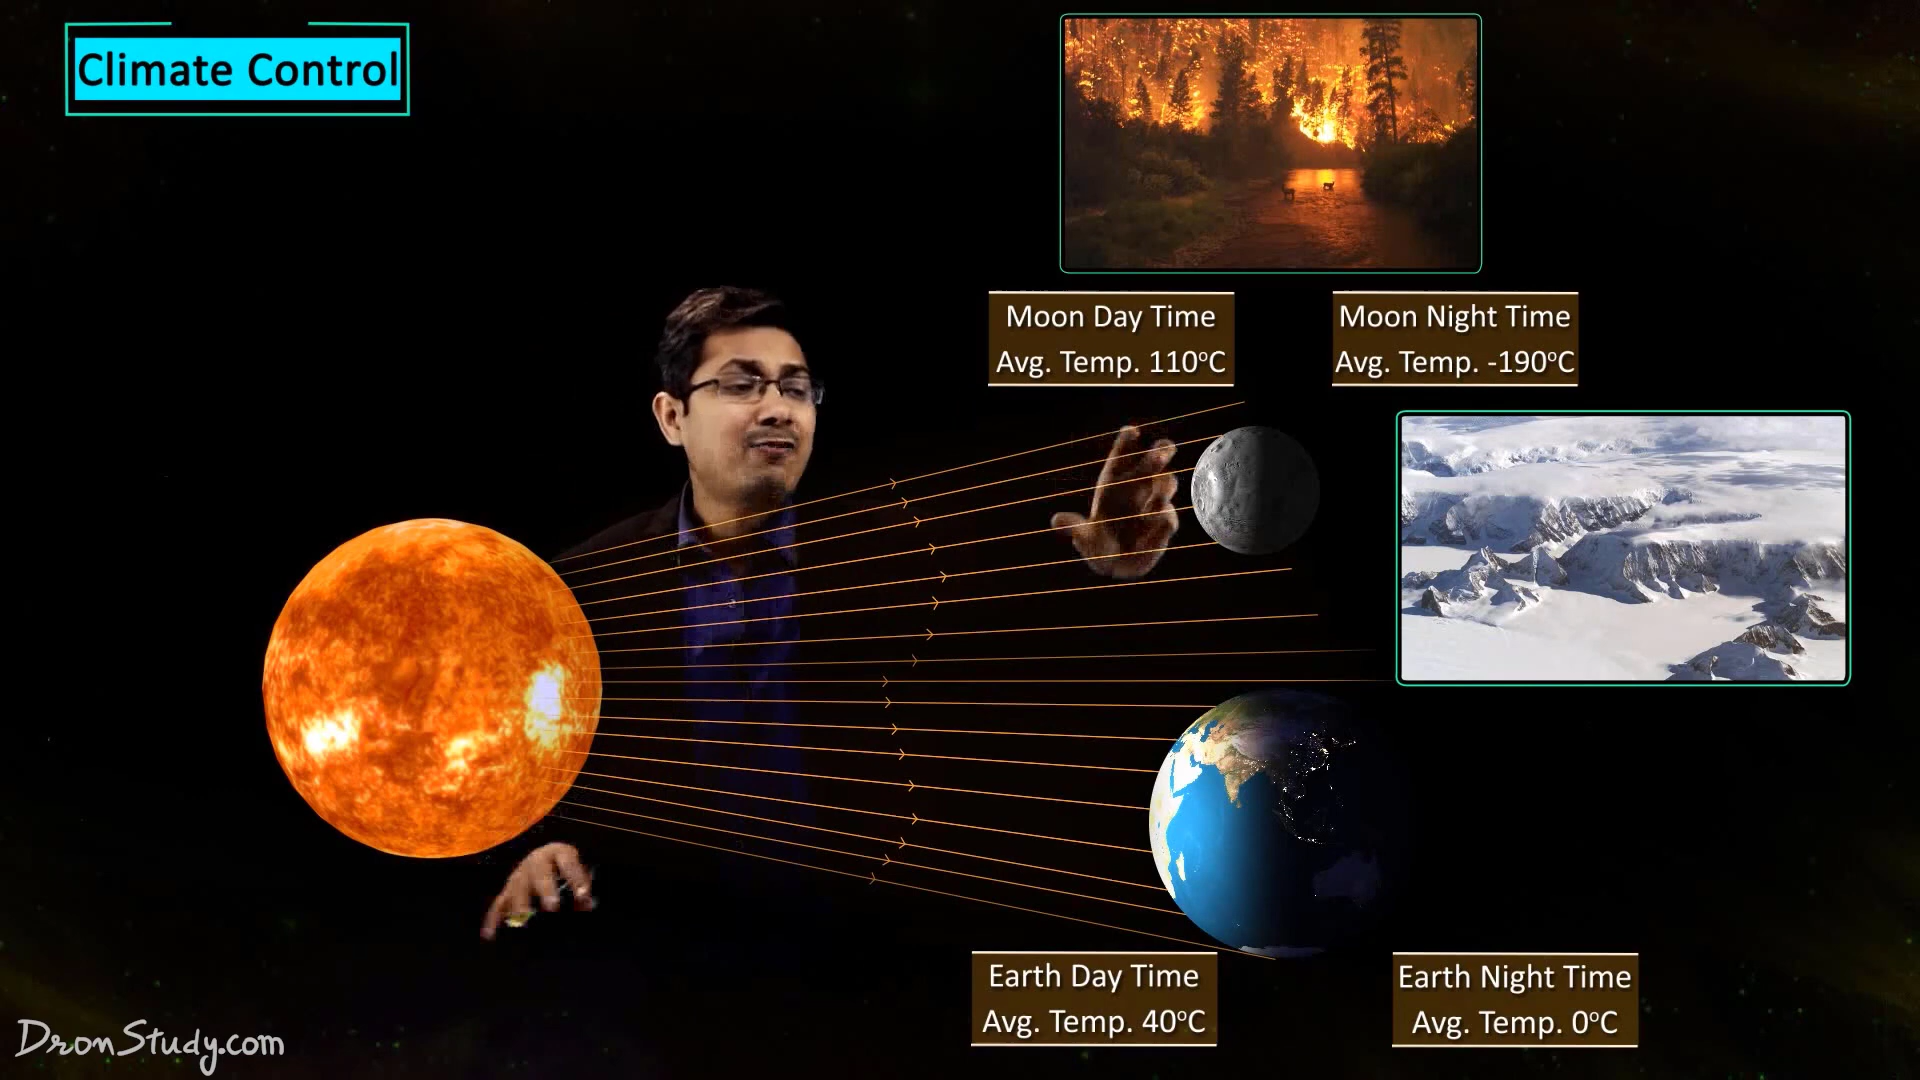 Climate Control
Moon Day Time
Avg. Temp. 110°C
Moon Night Time
Avg. Temp. -190°C
Earth Day Time
Avg. Temp. 40°C
Earth Night Time
Avg. Temp. 0°C
DronStudy.com